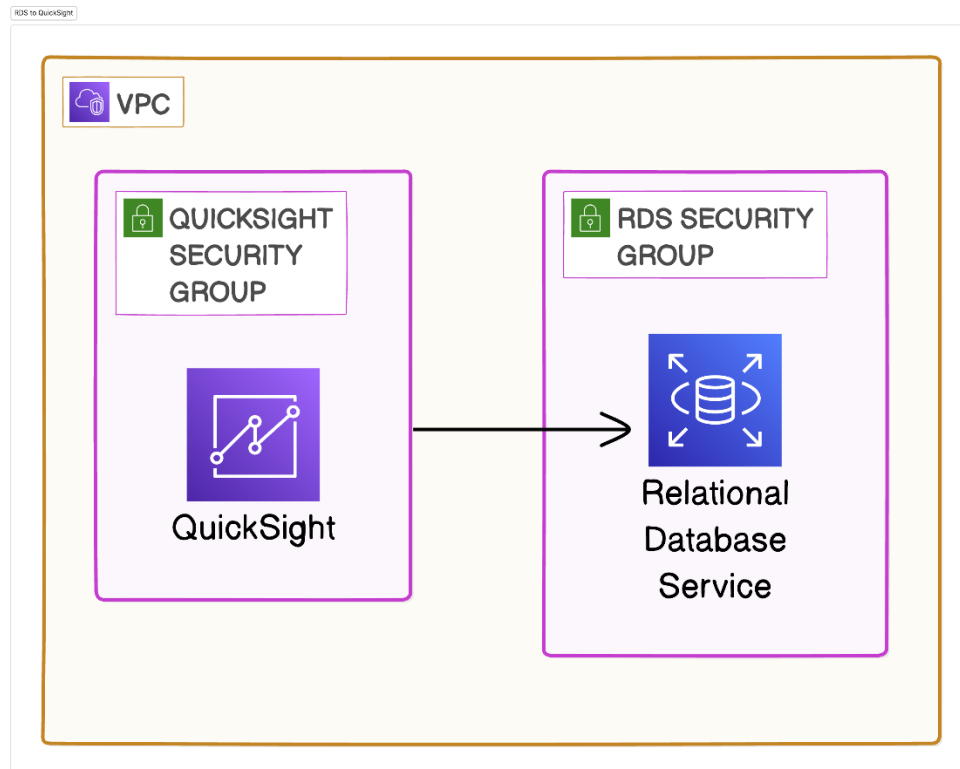 RDS to QuickSight
VPC
QUICKSIGHT
SECURITY
GROUP
RDS SECURITY
GROUP
QuickSight
Relational
Database
Service